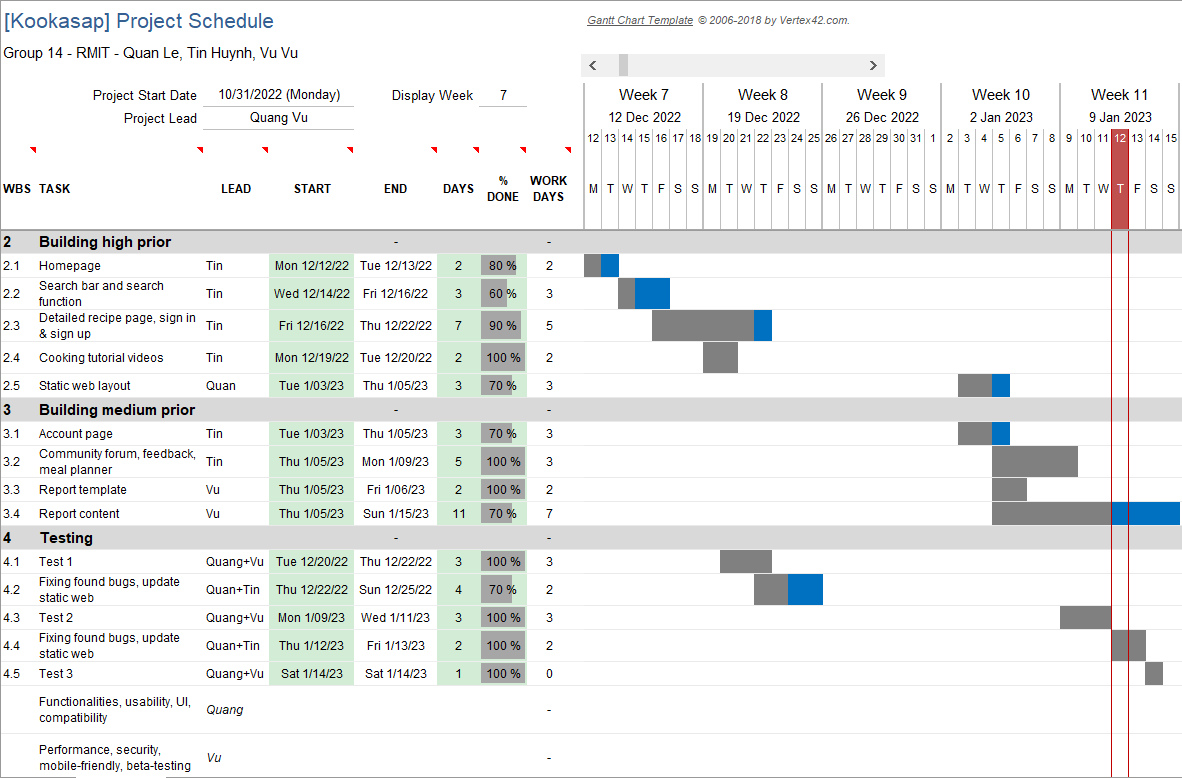 [Kookasap] Project Schedule
Gantt Chart Template © 2006-2018 by Vertex42.com.
Group 14 - RMIT - Quan Le, Tin Huynh, Vu Vu
Project Start Date 10/31/2022 (Monday) Display Week 7
Project Lead Quang Vu
Week 7 Week 8 Week 9 Week 10 Week 11
12 Dec 2022 19 Dec 2022 26 Dec 2022 2 Jan 2023 9 Jan 2023
12 13 14 15 16 17 18 19 20 21 22 23 24 25 26 27 28 29 30 31 1 2 3 4 5 6 7 8 9 10 11 12 13 14 15
WBS TASK LEAD START END DAYS % DONE WORK DAYS
M T W T F S S M T W T F S S M T W T F S S M T W T F S S M T W T F S S
2 Building high prior - -
2.1 Homepage Tin Mon 12/12/22 Tue 12/13/22 2 80 % 2
2.2 Search bar and search
function Tin Wed 12/14/22 Fri 12/16/22 3 60 % 3
2.3 Detailed recipe page, sign in
& sign up Tin Fri 12/16/22 Thu 12/22/22 7 90 % 5
2.4 Cooking tutorial videos Tin Mon 12/19/22 Tue 12/20/22 2 100 % 2
2.5 Static web layout Quan Tue 1/03/23 Thu 1/05/23 3 70 % 3
3 Building medium prior - -
3.1 Account page Tin Tue 1/03/23 Thu 1/05/23 3 70 % 3
3.2 Community forum, feedback,
meal planner Tin Thu 1/05/23 Mon 1/09/23 5 100 % 3
3.3 Report template Vu Thu 1/05/23 Fri 1/06/23 2 100 % 2
3.4 Report content Vu Thu 1/05/23 Sun 1/15/23 11 70 % 7
4 Testing - -
4.1 Test 1 Quang+Vu Tue 12/20/22 Thu 12/22/22 3 100 % 3
4.2 Fixing found bugs, update
static web Quan+Tin Thu 12/22/22 Sun 12/25/22 4 70 % 2
4.3 Test 2 Quang+Vu Mon 1/09/23 Wed 1/11/23 3 100 % 3
4.4 Fixing found bugs, update
static web Quan+Tin Thu 1/12/23 Fri 1/13/23 2 100 % 2
4.5 Test 3 Quang+Vu Sat 1/14/23 Sat 1/14/23 1 100 % 0
Functionalities, usability, UI,
compatibility Quang -
Performance, security,
mobile-friendly, beta-testing Vu -